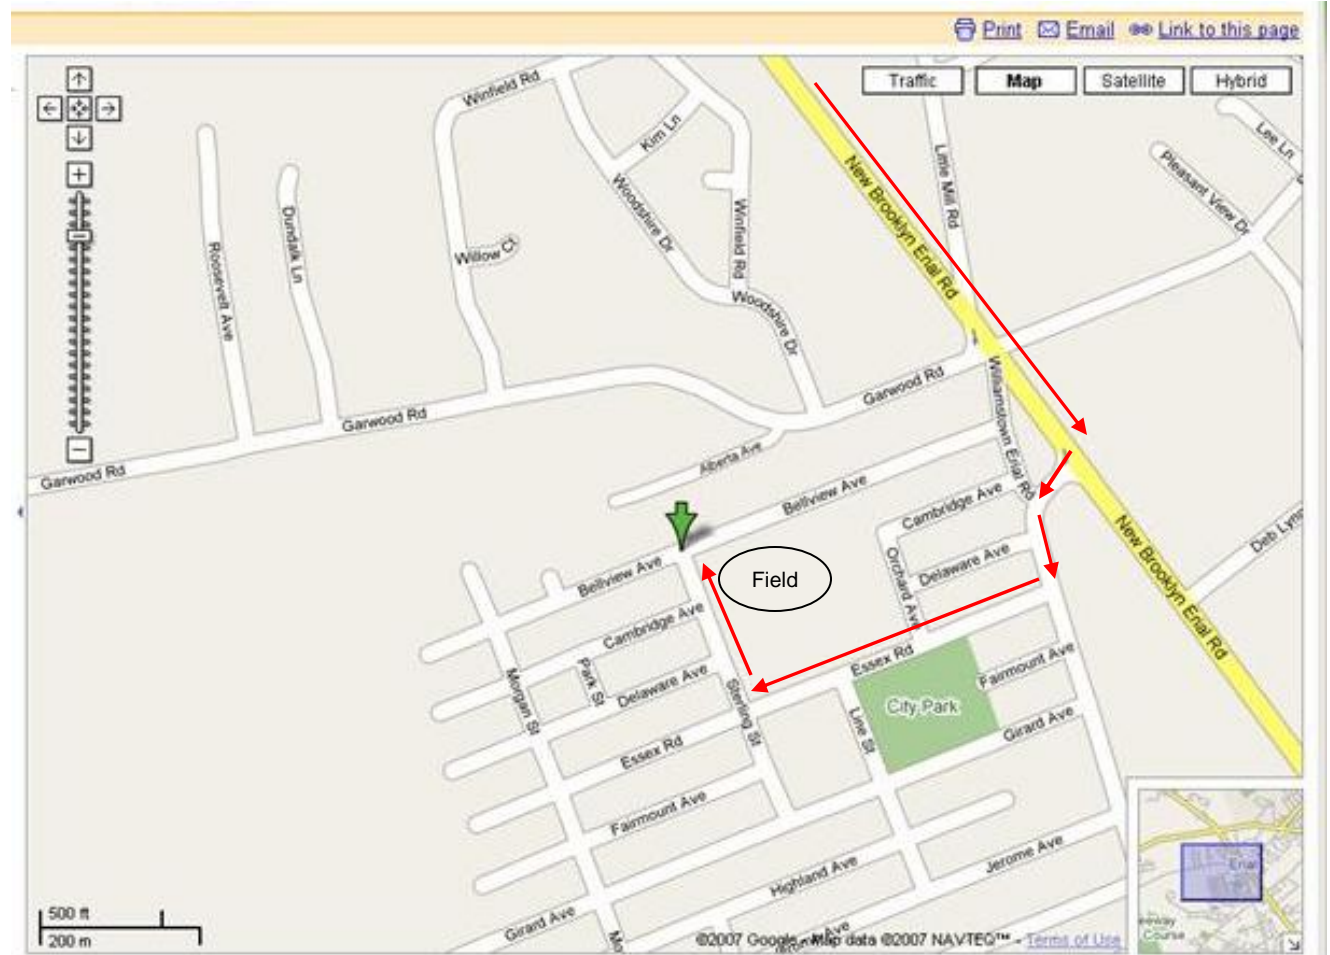 Print Email Link to this page
Traffic Map Satellite Hybrid
Winfield Rd
Kim Ln
Lee Ln
Little Mill Rd
Pleasant View Dr
New Brooklyn Erial Rd
Woodshire Dr
Winfield Rd
Dundalk Ln
Roosevelt Ave
Willow Ct
Woodshire Dr
Garwood Rd
Williamstown Erial Rd
Garwood Rd
Garwood Rd
Alberta Ave
Bellview Ave
Cambridge Ave
New Brooklyn Erial Rd
Deb Lynn
Orchard Ave
Delaware Ave
Field
Bellview Ave
Cambridge Ave
Park St
Delaware Ave
Morgan St
Sterling St
Essex Rd
Fairmount Ave
City Park
Line St
Girard Ave
Essex Rd
Fairmount Ave
Jerome Ave
Highland Ave
Girard Ave
Erial
500 ft
200 m
©2007 Google - Map data ©2007 NAVTEQ™ - Terms of Use
Course